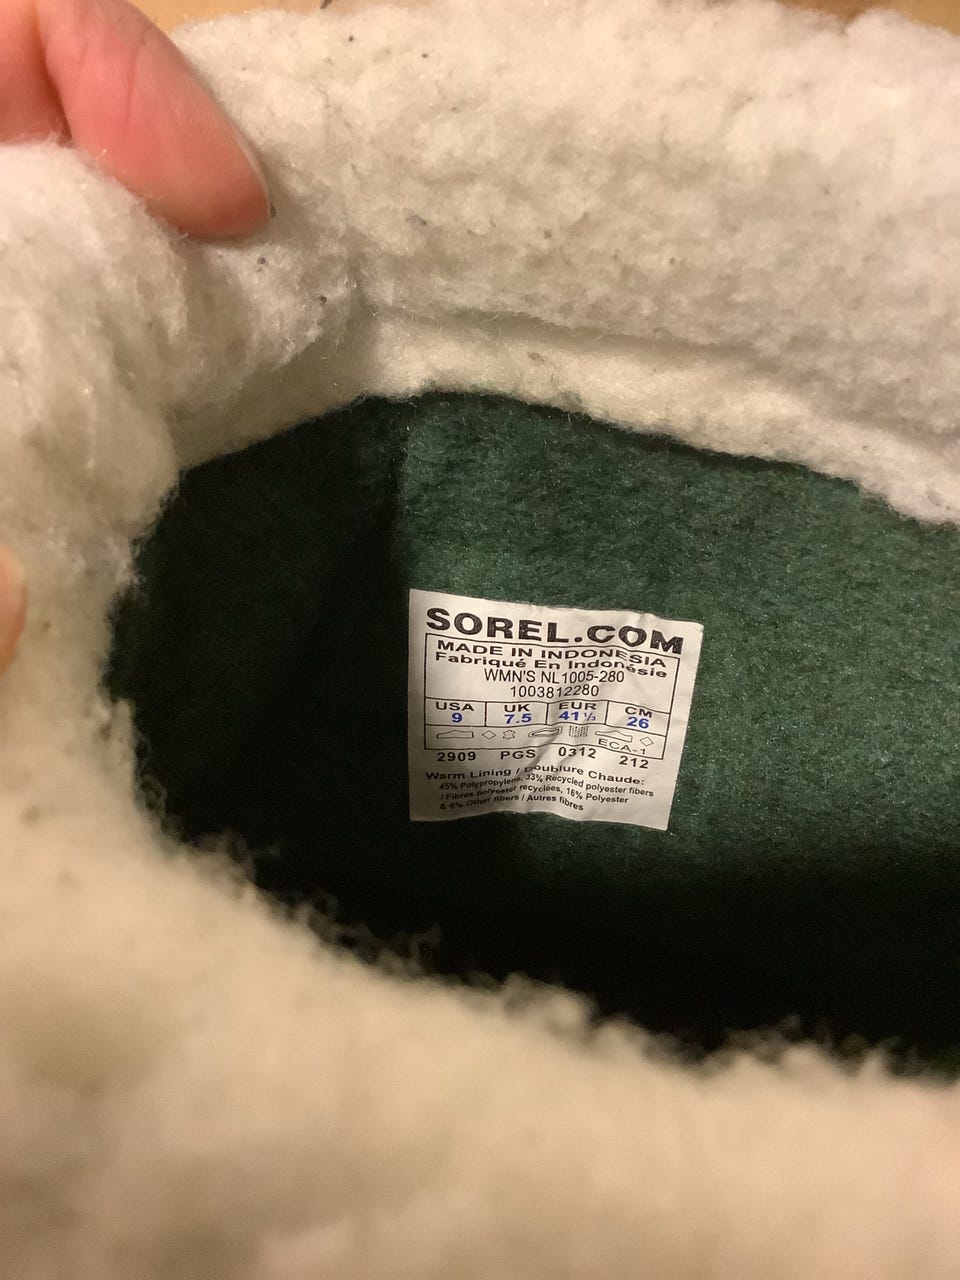 SOREL.COM
MADE IN INDONESIA
Fabriqué En Indonésie
WMN'S NL1005-280
1003812280
USA UK EUR CM
9 7.5 41⅓ 26
ECA-1
2909 PGS 0312 212
Warm Lining / Doublure Chaude:
45% Polypropylene, 33% Recycled polyester fibers
/ Fibres polyester recyclées, 16% Polyester
& 6% Other fibers / Autres fibres